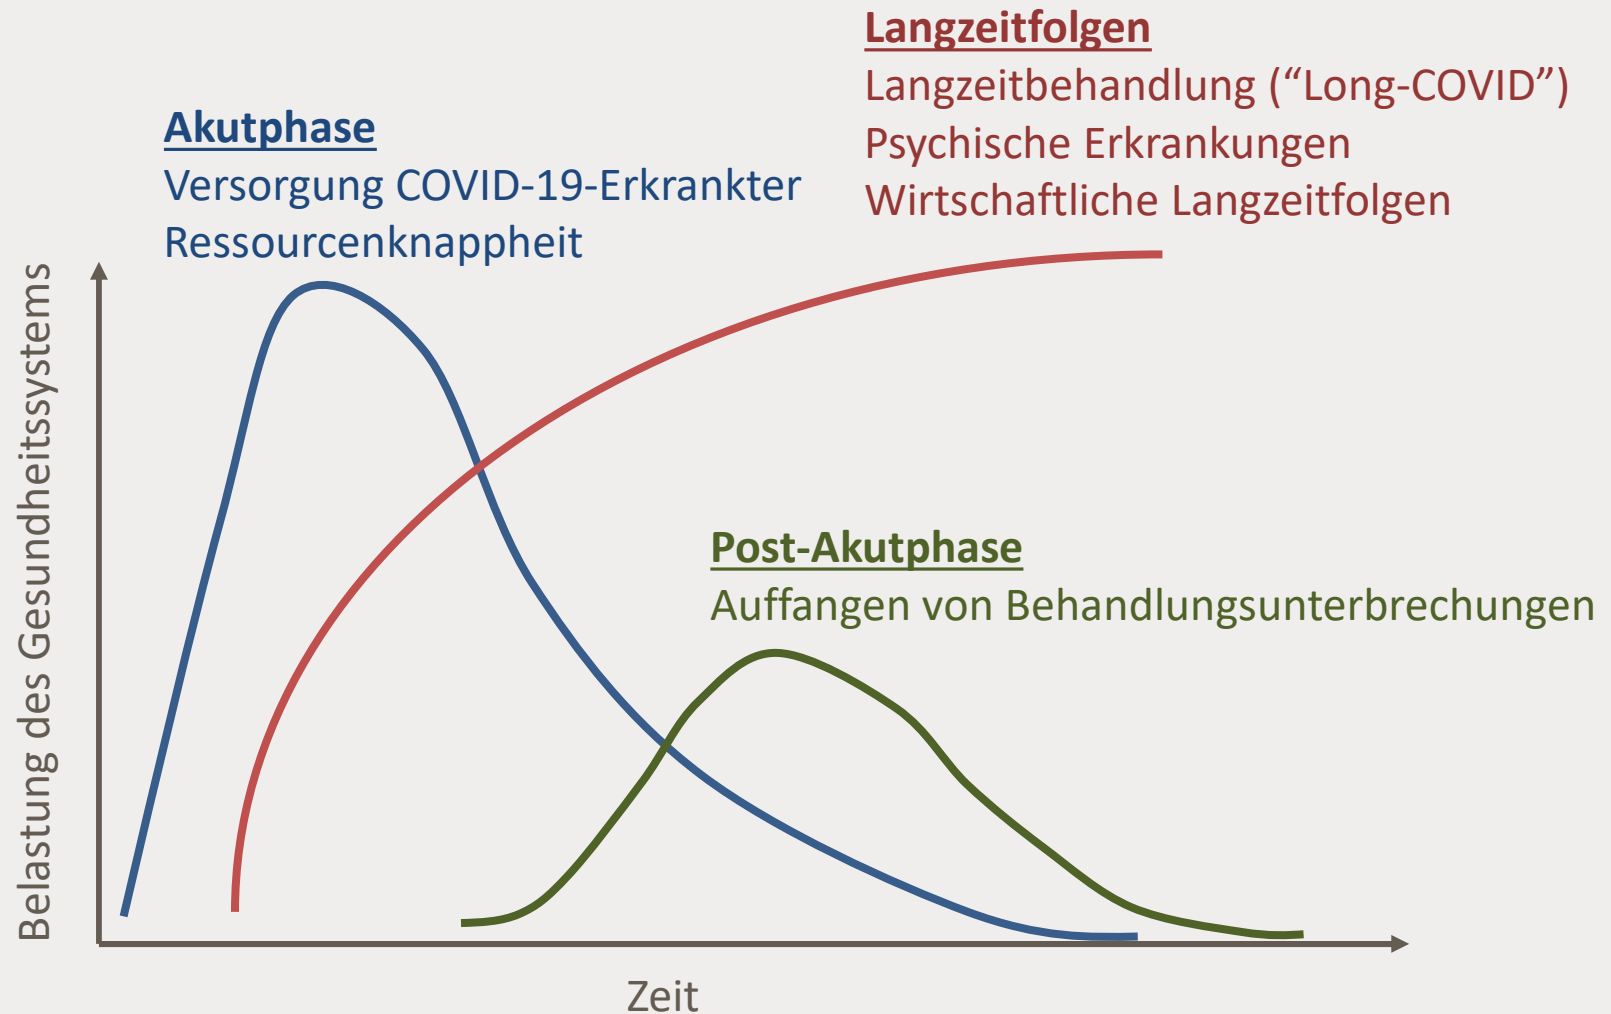 Langzeitfolgen
Langzeitbehandlung (“Long-COVID”)
Psychische Erkrankungen
Wirtschaftliche Langzeitfolgen
Akutphase
Versorgung COVID-19-Erkrankter
Ressourcenknappheit
Belastung des Gesundheitssystems
Post-Akutphase
Auffangen von Behandlungsunterbrechungen
Zeit